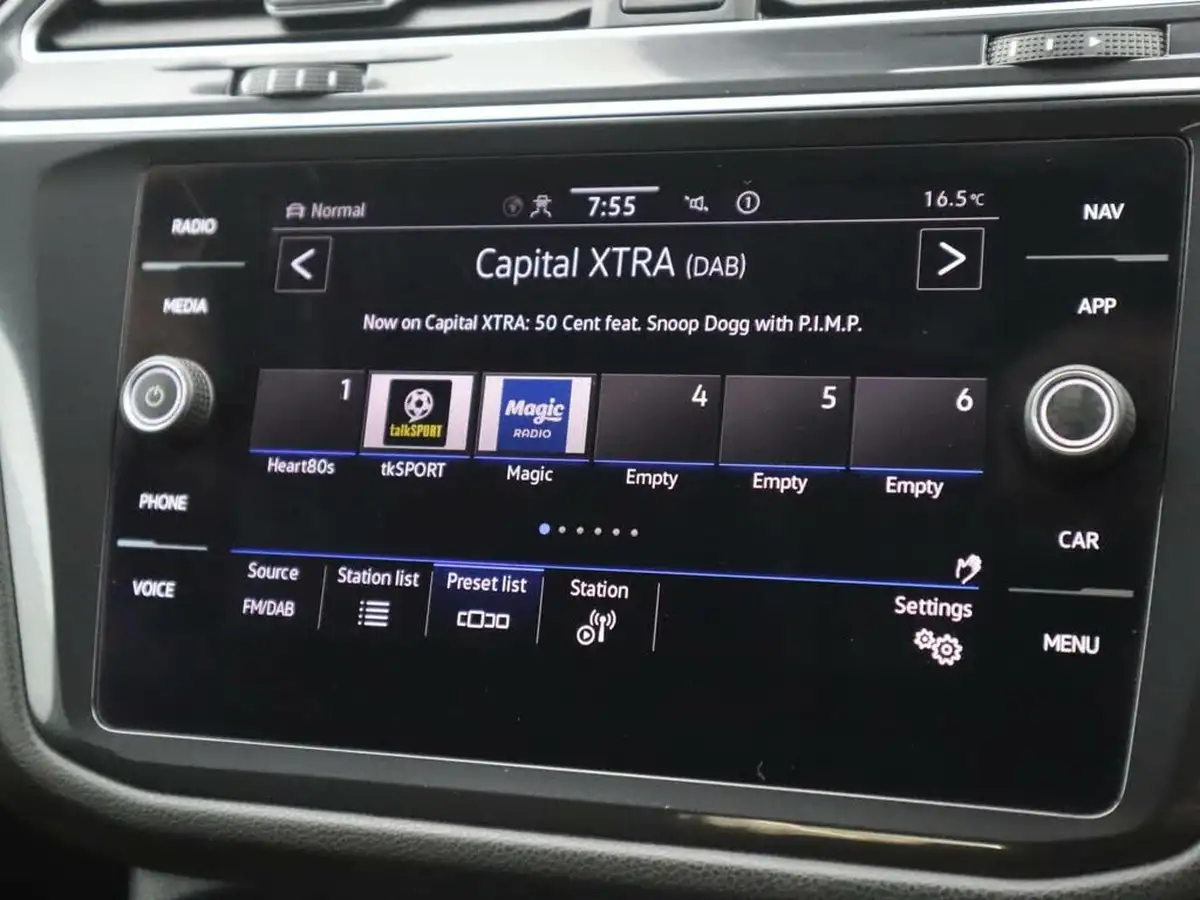 Normal 7:55 1 16.5°C
RADIO
NAV
Capital XTRA (DAB)
MEDIA
APP
Now on Capital XTRA: 50 Cent feat. Snoop Dogg with P.I.M.P.
1 talkSPORT Magic RADIO 4 5 6
Heart80s tkSPORT Magic Empty Empty Empty
PHONE
CAR
Source Station list Preset list Station
FM/DAB
VOICE
Settings
MENU